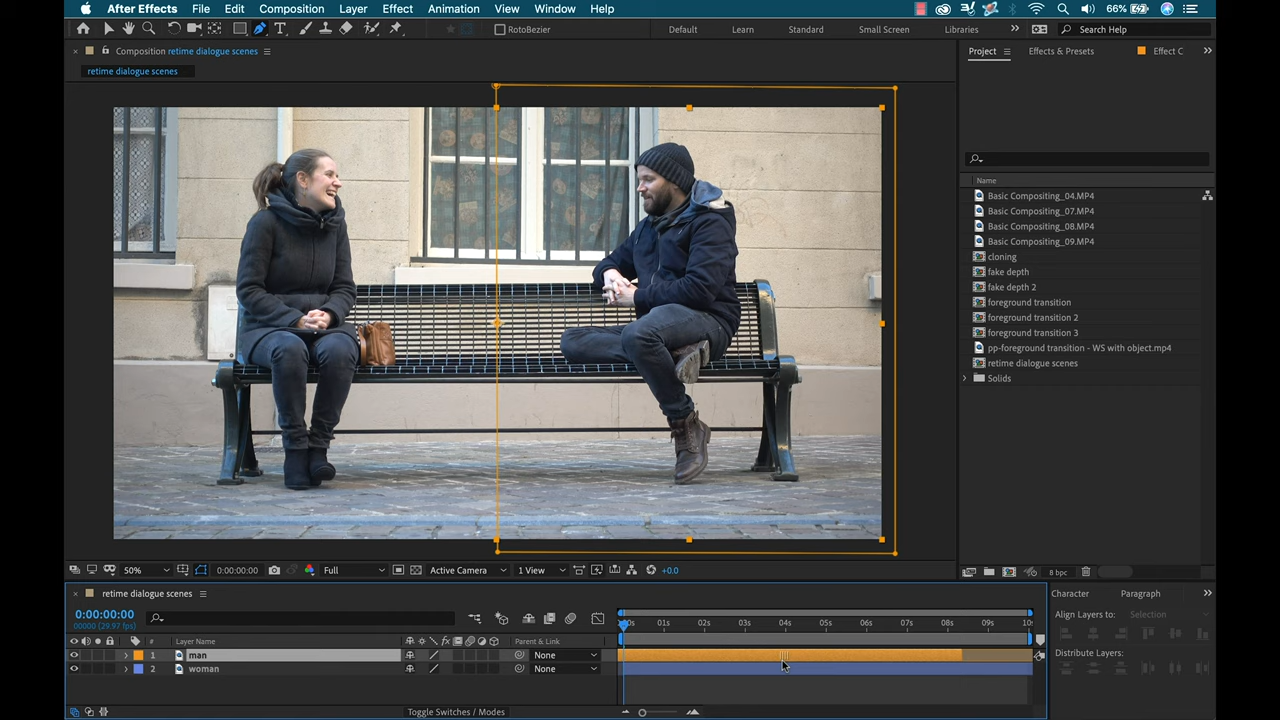 After Effects File Edit Composition Layer Effect Animation View Window Help 66%
RotoBezier Default Learn Standard Small Screen Libraries Search Help
Composition retime dialogue scenes Project Effects & Presets Effect C
retime dialogue scenes
Name
Basic Compositing_04.MP4
Basic Compositing_07.MP4
Basic Compositing_08.MP4
Basic Compositing_09.MP4
cloning
fake depth
fake depth 2
foreground transition
foreground transition 2
foreground transition 3
pp-foreground transition - WS with object.mp4
retime dialogue scenes
Solids
50% 0:00:00:00 Full Active Camera 1 View +0.0 8 bpc
retime dialogue scenes Character Paragraph
0:00:00:00
00000 (29.97 fps)
Align Layers to: Selection
01s 02s 03s 04s 05s 06s 07s 08s 09s
# Layer Name Parent & Link
1 man None
2 woman None
Distribute Layers:
Toggle Switches / Modes